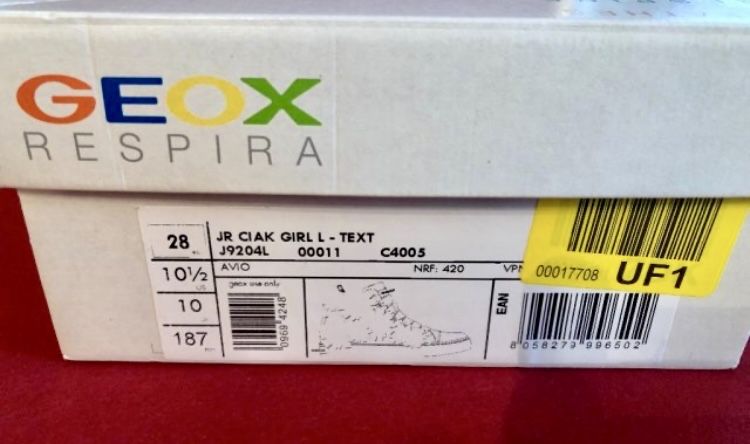 GEOX
RESPIRA
28
10½
US
10
187
JR CIAK GIRL L - TEXT
J9204L 00011 C4005
AVIO NRF: 420 VPN
geox use only
0969 4248
EAN
8 058279 996502
00017708 UF1